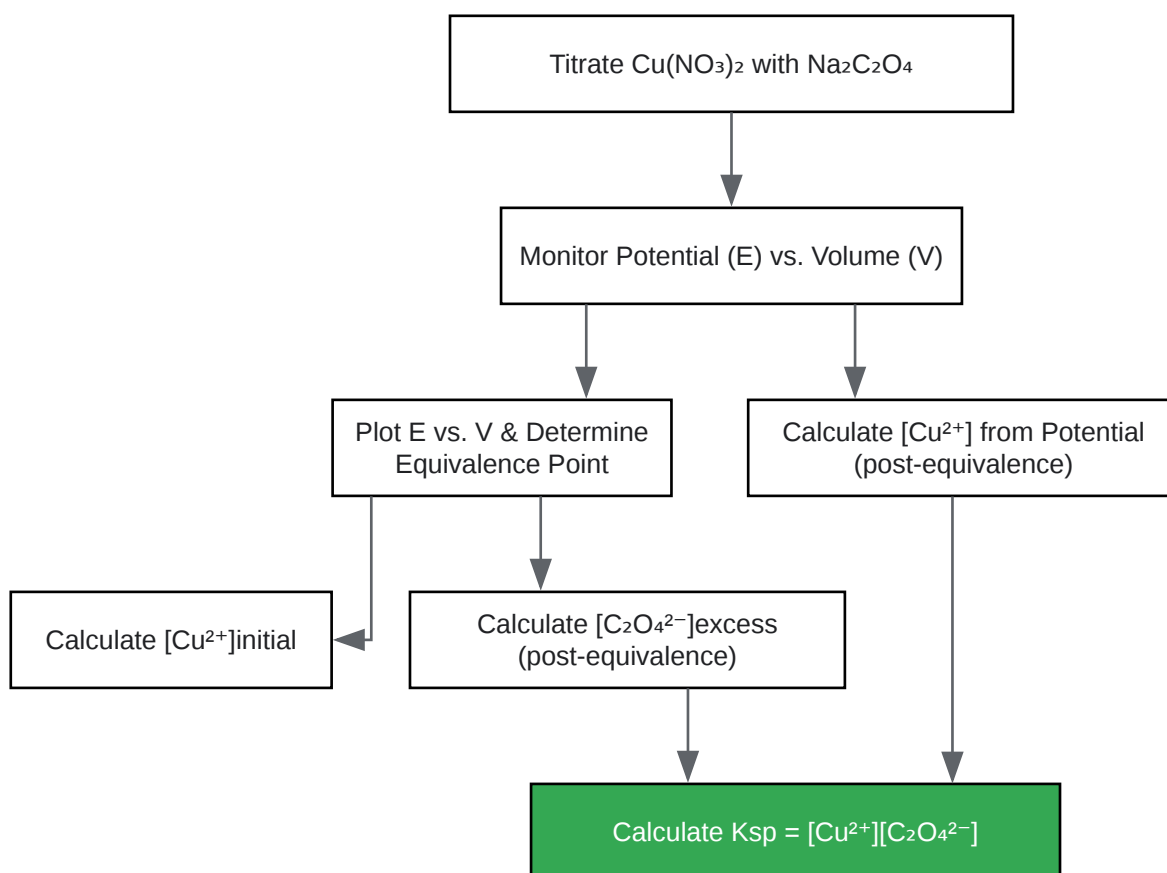 Titrate Cu(NO₃)₂ with Na₂C₂O₄
Monitor Potential (E) vs. Volume (V)
Plot E vs. V & Determine
Equivalence Point
Calculate [Cu²⁺] from Potential
(post-equivalence)
Calculate [Cu²⁺]initial
Calculate [C₂O₄²⁻]excess
(post-equivalence)
Calculate Ksp = [Cu²⁺][C₂O₄²⁻]